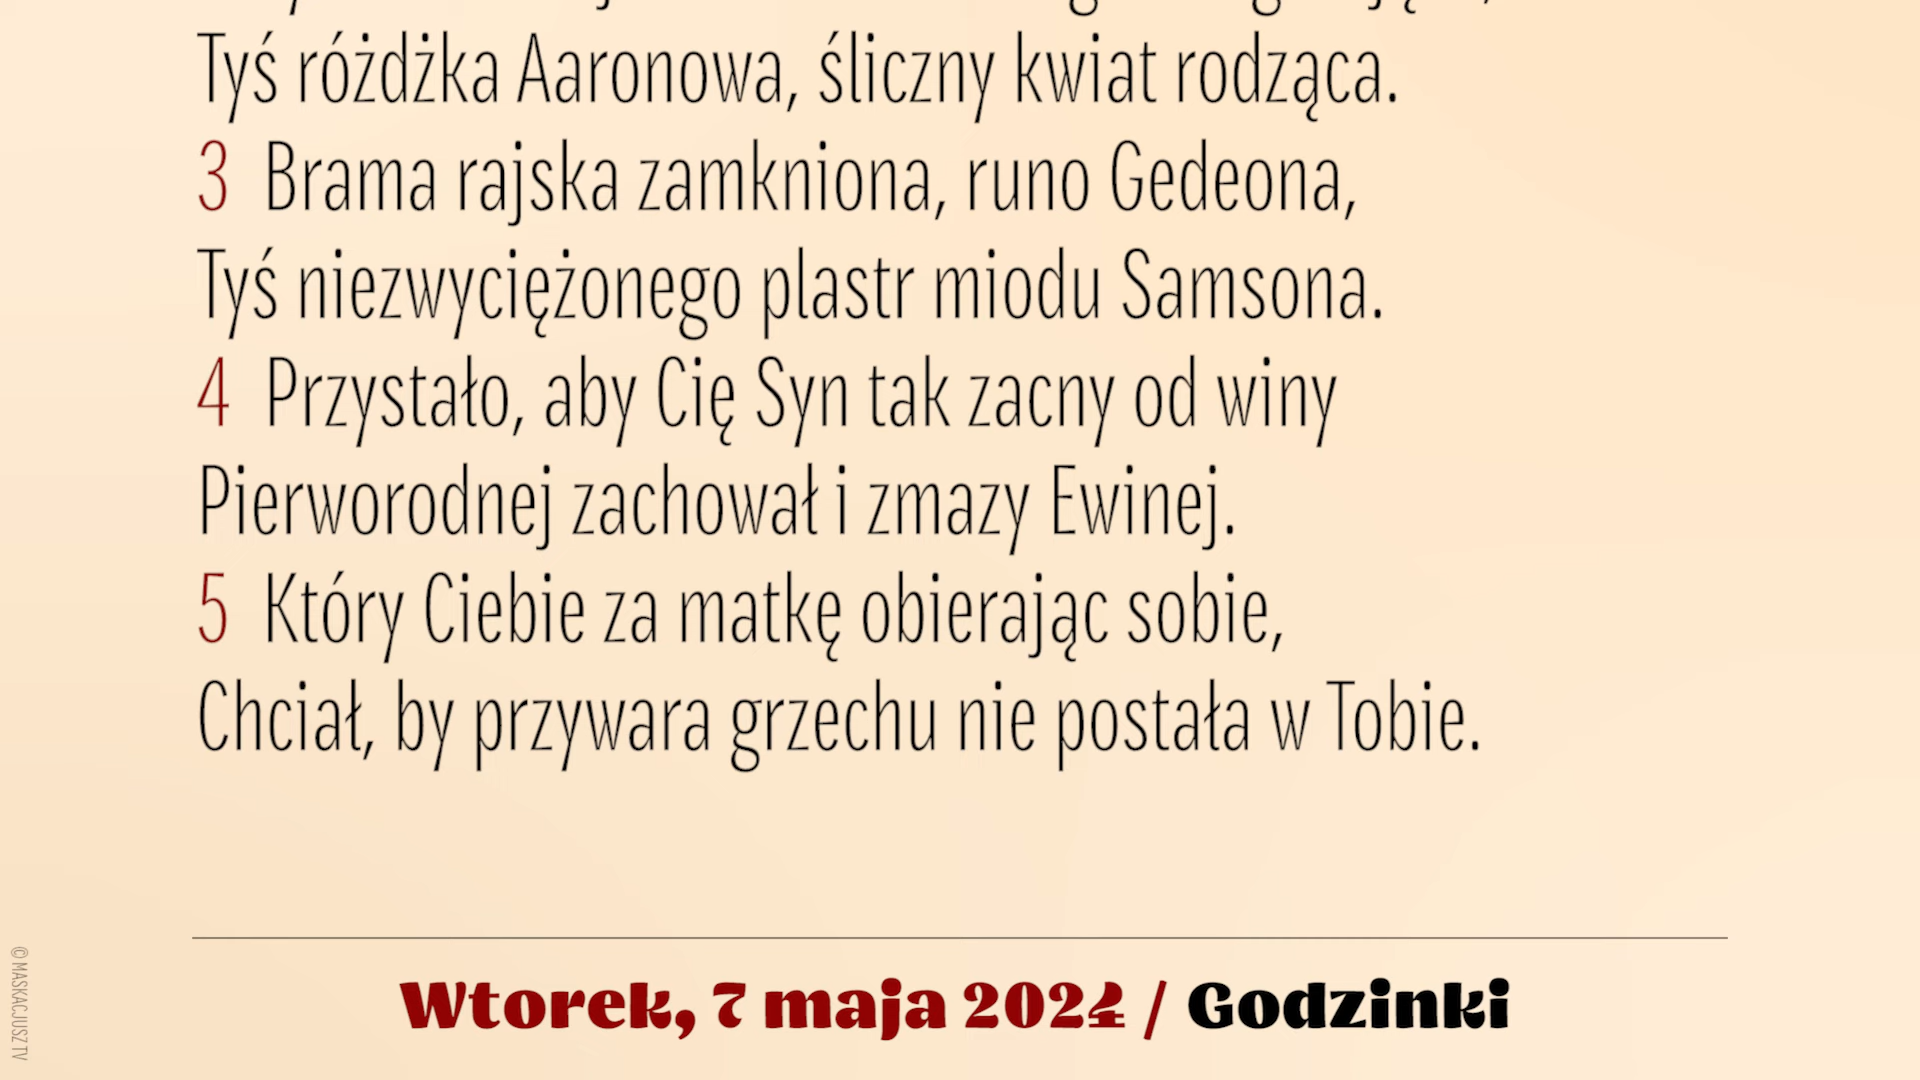 Tyś różdżka Aaronowa, śliczny kwiat rodząca.
3 Brama rajska zamkniona, runo Gedeona,
Tyś niezwyciężonego plastr miodu Samsona.
4 Przystało, aby Cię Syn tak zacny od winy
Pierworodnej zachował i zmazy Ewinej.
5 Który Ciebie za matkę obierając sobie,
Chciał, by przywara grzechu nie postała w Tobie.
Wtorek, 7 maja 2024 / Godzinki
© MASKACJUSZ TV